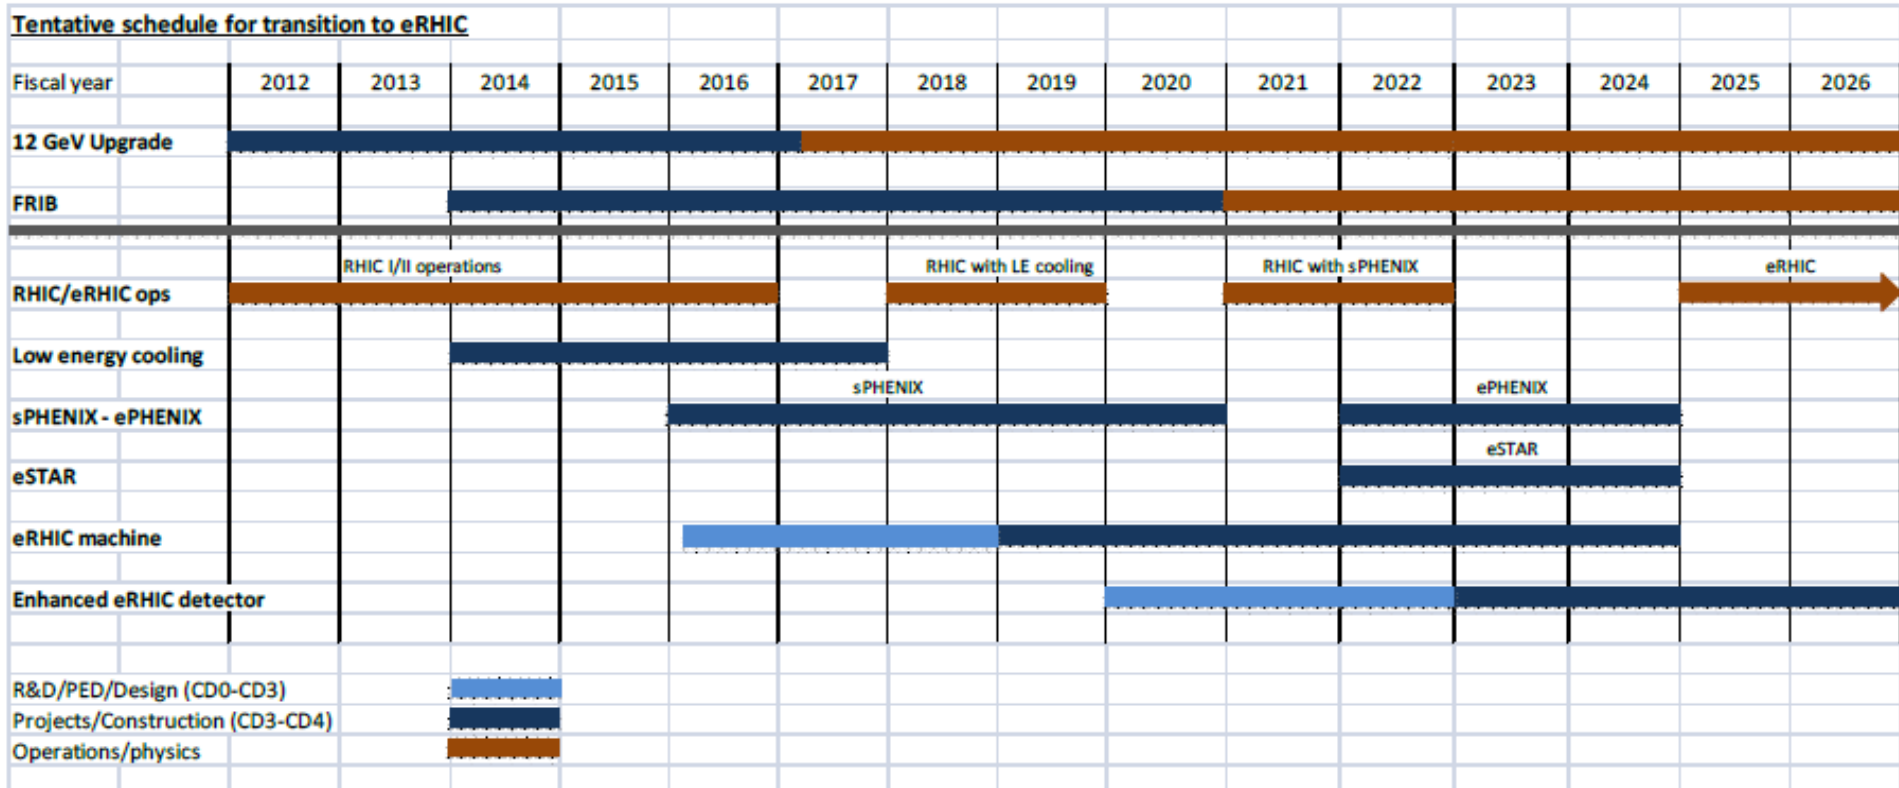 Tentative schedule for transition to eRHIC
Fiscal year 2012 2013 2014 2015 2016 2017 2018 2019 2020 2021 2022 2023 2024 2025 2026
12 GeV Upgrade
FRIB
RHIC I/II operations RHIC with LE cooling RHIC with sPHENIX eRHIC
RHIC/eRHIC ops
Low energy cooling
sPHENIX ePHENIX
sPHENIX - ePHENIX
eSTAR
eSTAR
eRHIC machine
Enhanced eRHIC detector
R&D/PED/Design (CD0-CD3)
Projects/Construction (CD3-CD4)
Operations/physics